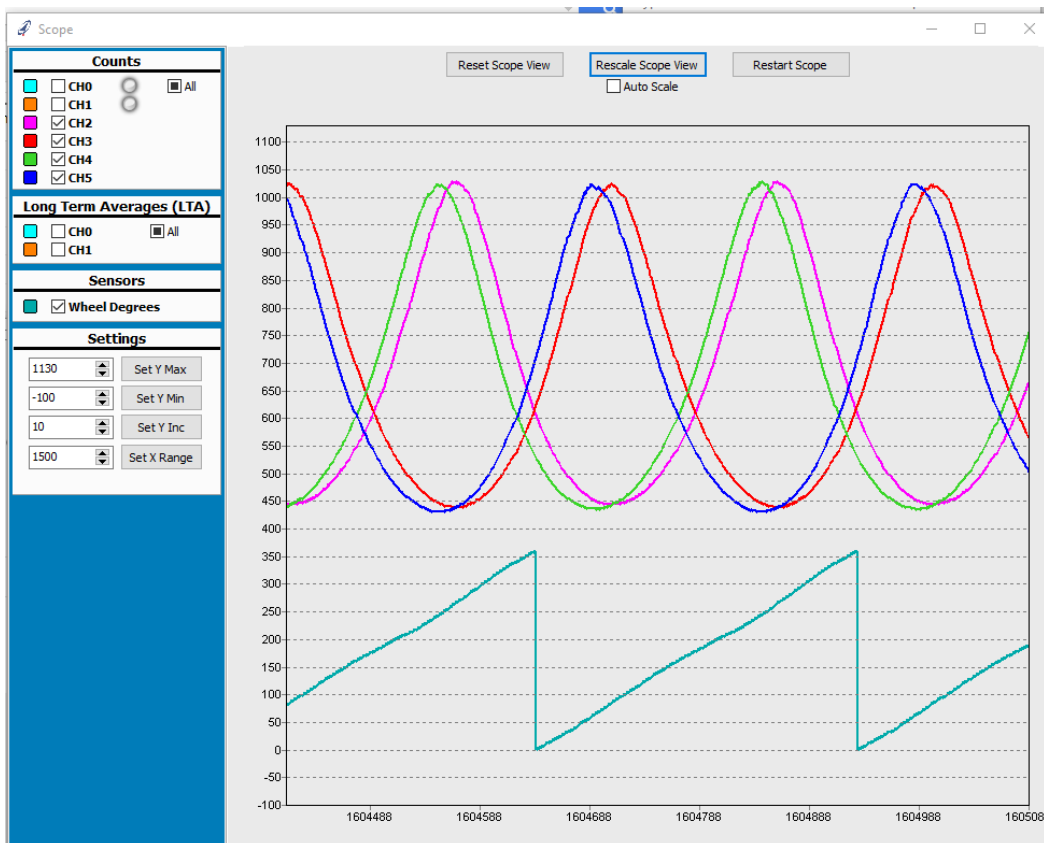 Scope
Counts
CH0 All
CH1
CH2
CH3
CH4
CH5
Long Term Averages (LTA)
CH0 All
CH1
Sensors
Wheel Degrees
Settings
1130 Set Y Max
-100 Set Y Min
10 Set Y Inc
1500 Set X Range
Reset Scope View Rescale Scope View Restart Scope
Auto Scale
1100
1050
1000
950
900
850
800
750
700
650
600
550
500
450
400
350
300
250
200
150
100
50
0
-50
-100
1604488 1604588 1604688 1604788 1604888 1604988 160508